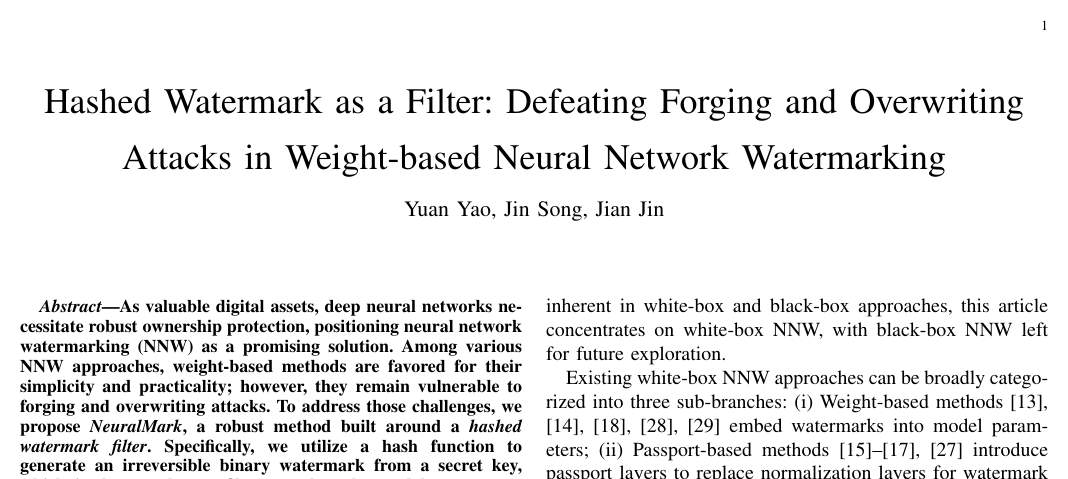 1
Hashed Watermark as a Filter: Defeating Forging and Overwriting
Attacks in Weight-based Neural Network Watermarking
Yuan Yao, Jin Song, Jian Jin
Abstract—As valuable digital assets, deep neural networks ne-
cessitate robust ownership protection, positioning neural network
watermarking (NNW) as a promising solution. Among various
NNW approaches, weight-based methods are favored for their
simplicity and practicality; however, they remain vulnerable to
forging and overwriting attacks. To address those challenges, we
propose NeuralMark, a robust method built around a hashed
watermark filter. Specifically, we utilize a hash function to
generate an irreversible binary watermark from a secret key,
inherent in white-box and black-box approaches, this article
concentrates on white-box NNW, with black-box NNW left
for future exploration.
Existing white-box NNW approaches can be broadly catego-
rized into three sub-branches: (i) Weight-based methods [13],
[14], [18], [28], [29] embed watermarks into model param-
eters; (ii) Passport-based methods [15]–[17], [27] introduce
passport layers to replace normalization layers for watermark